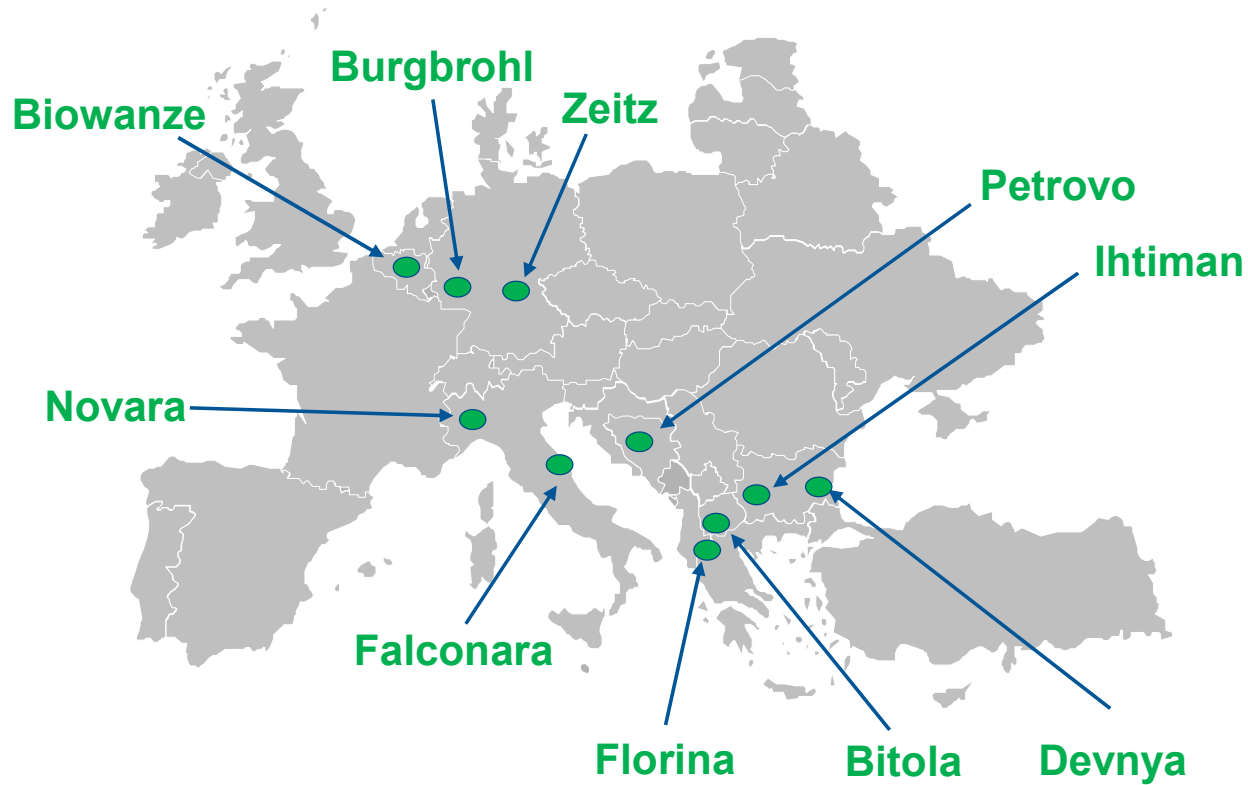 Burgbrohl
Biowanze
Zeitz
Petrovo
Ihtiman
Novara
Falconara
Florina
Bitola
Devnya